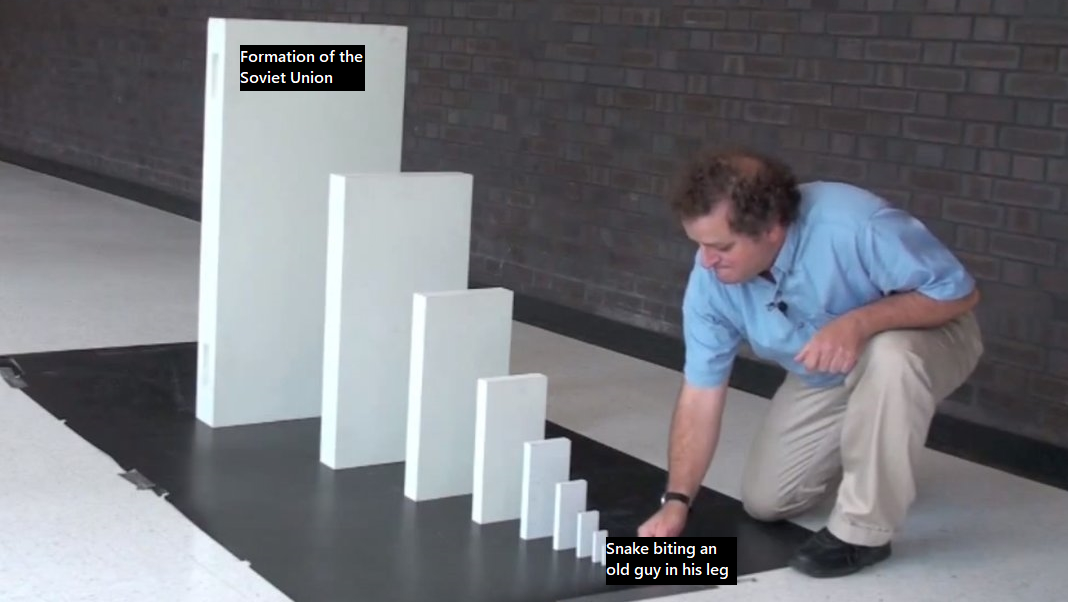 Formation of the
Soviet Union
Snake biting an
old guy in his leg